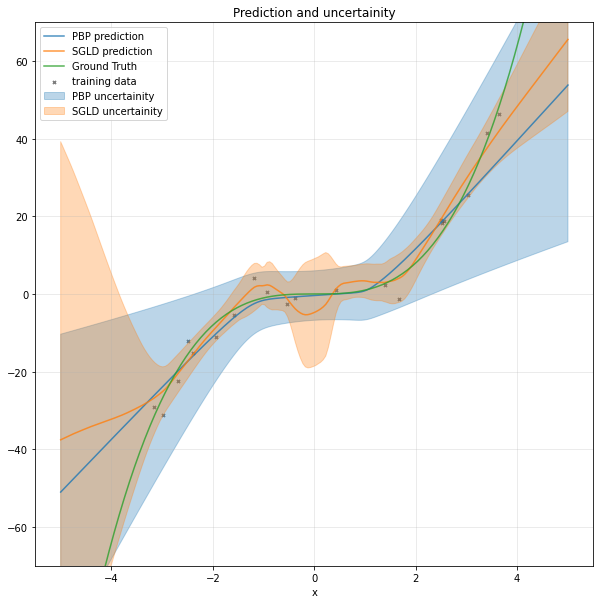 Prediction and uncertainity
PBP prediction
SGLD prediction
Ground Truth
training data
PBP uncertainity
SGLD uncertainity
60
40
20
0
−20
−40
−60
−4
−2
0
2
4
x